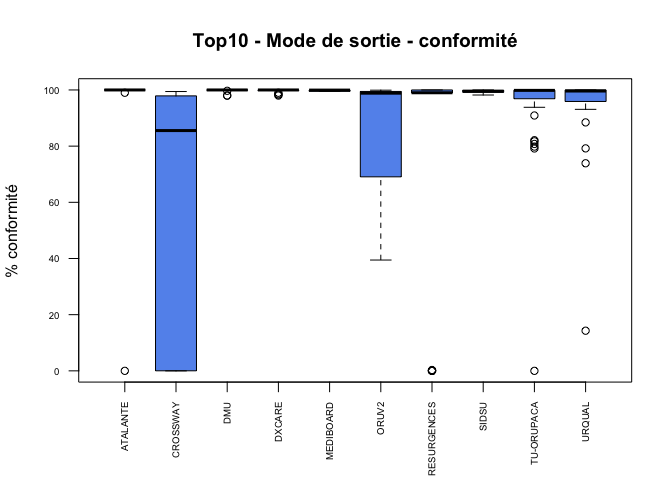 Top10 - Mode de sortie - conformité
% conformité
100
80
60
40
20
0
ATALANTE
CROSSWAY
DMU
DXCARE
MEDIBOARD
ORUV2
RESURGENCES
SIDSU
TU-ORUPACA
URQUAL